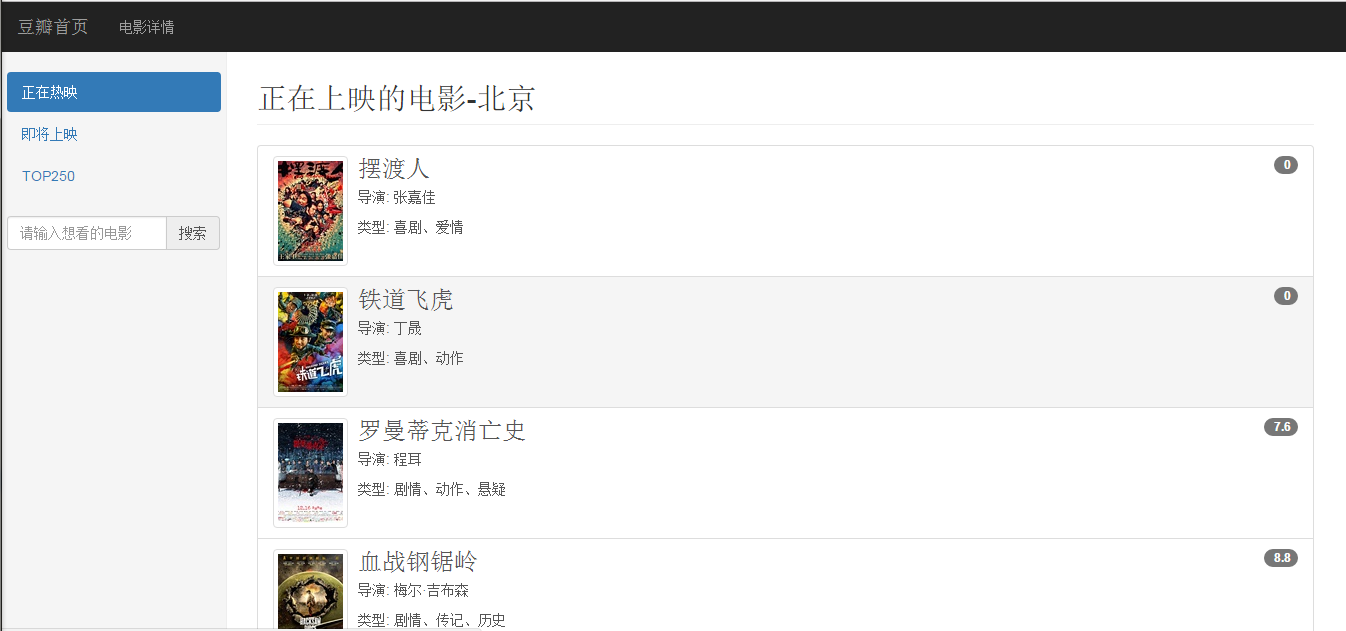 豆瓣首页 电影详情
正在热映
即将上映
TOP250
请输入想看的电影 搜索
正在上映的电影-北京
摆渡人 0
导演: 张嘉佳
类型: 喜剧、爱情
铁道飞虎 0
导演: 丁晟
类型: 喜剧、动作
铁道飞虎
罗曼蒂克消亡史 7.6
导演: 程耳
类型: 剧情、动作、悬疑
血战钢锯岭 8.8
导演: 梅尔·吉布森
类型: 剧情、传记、历史